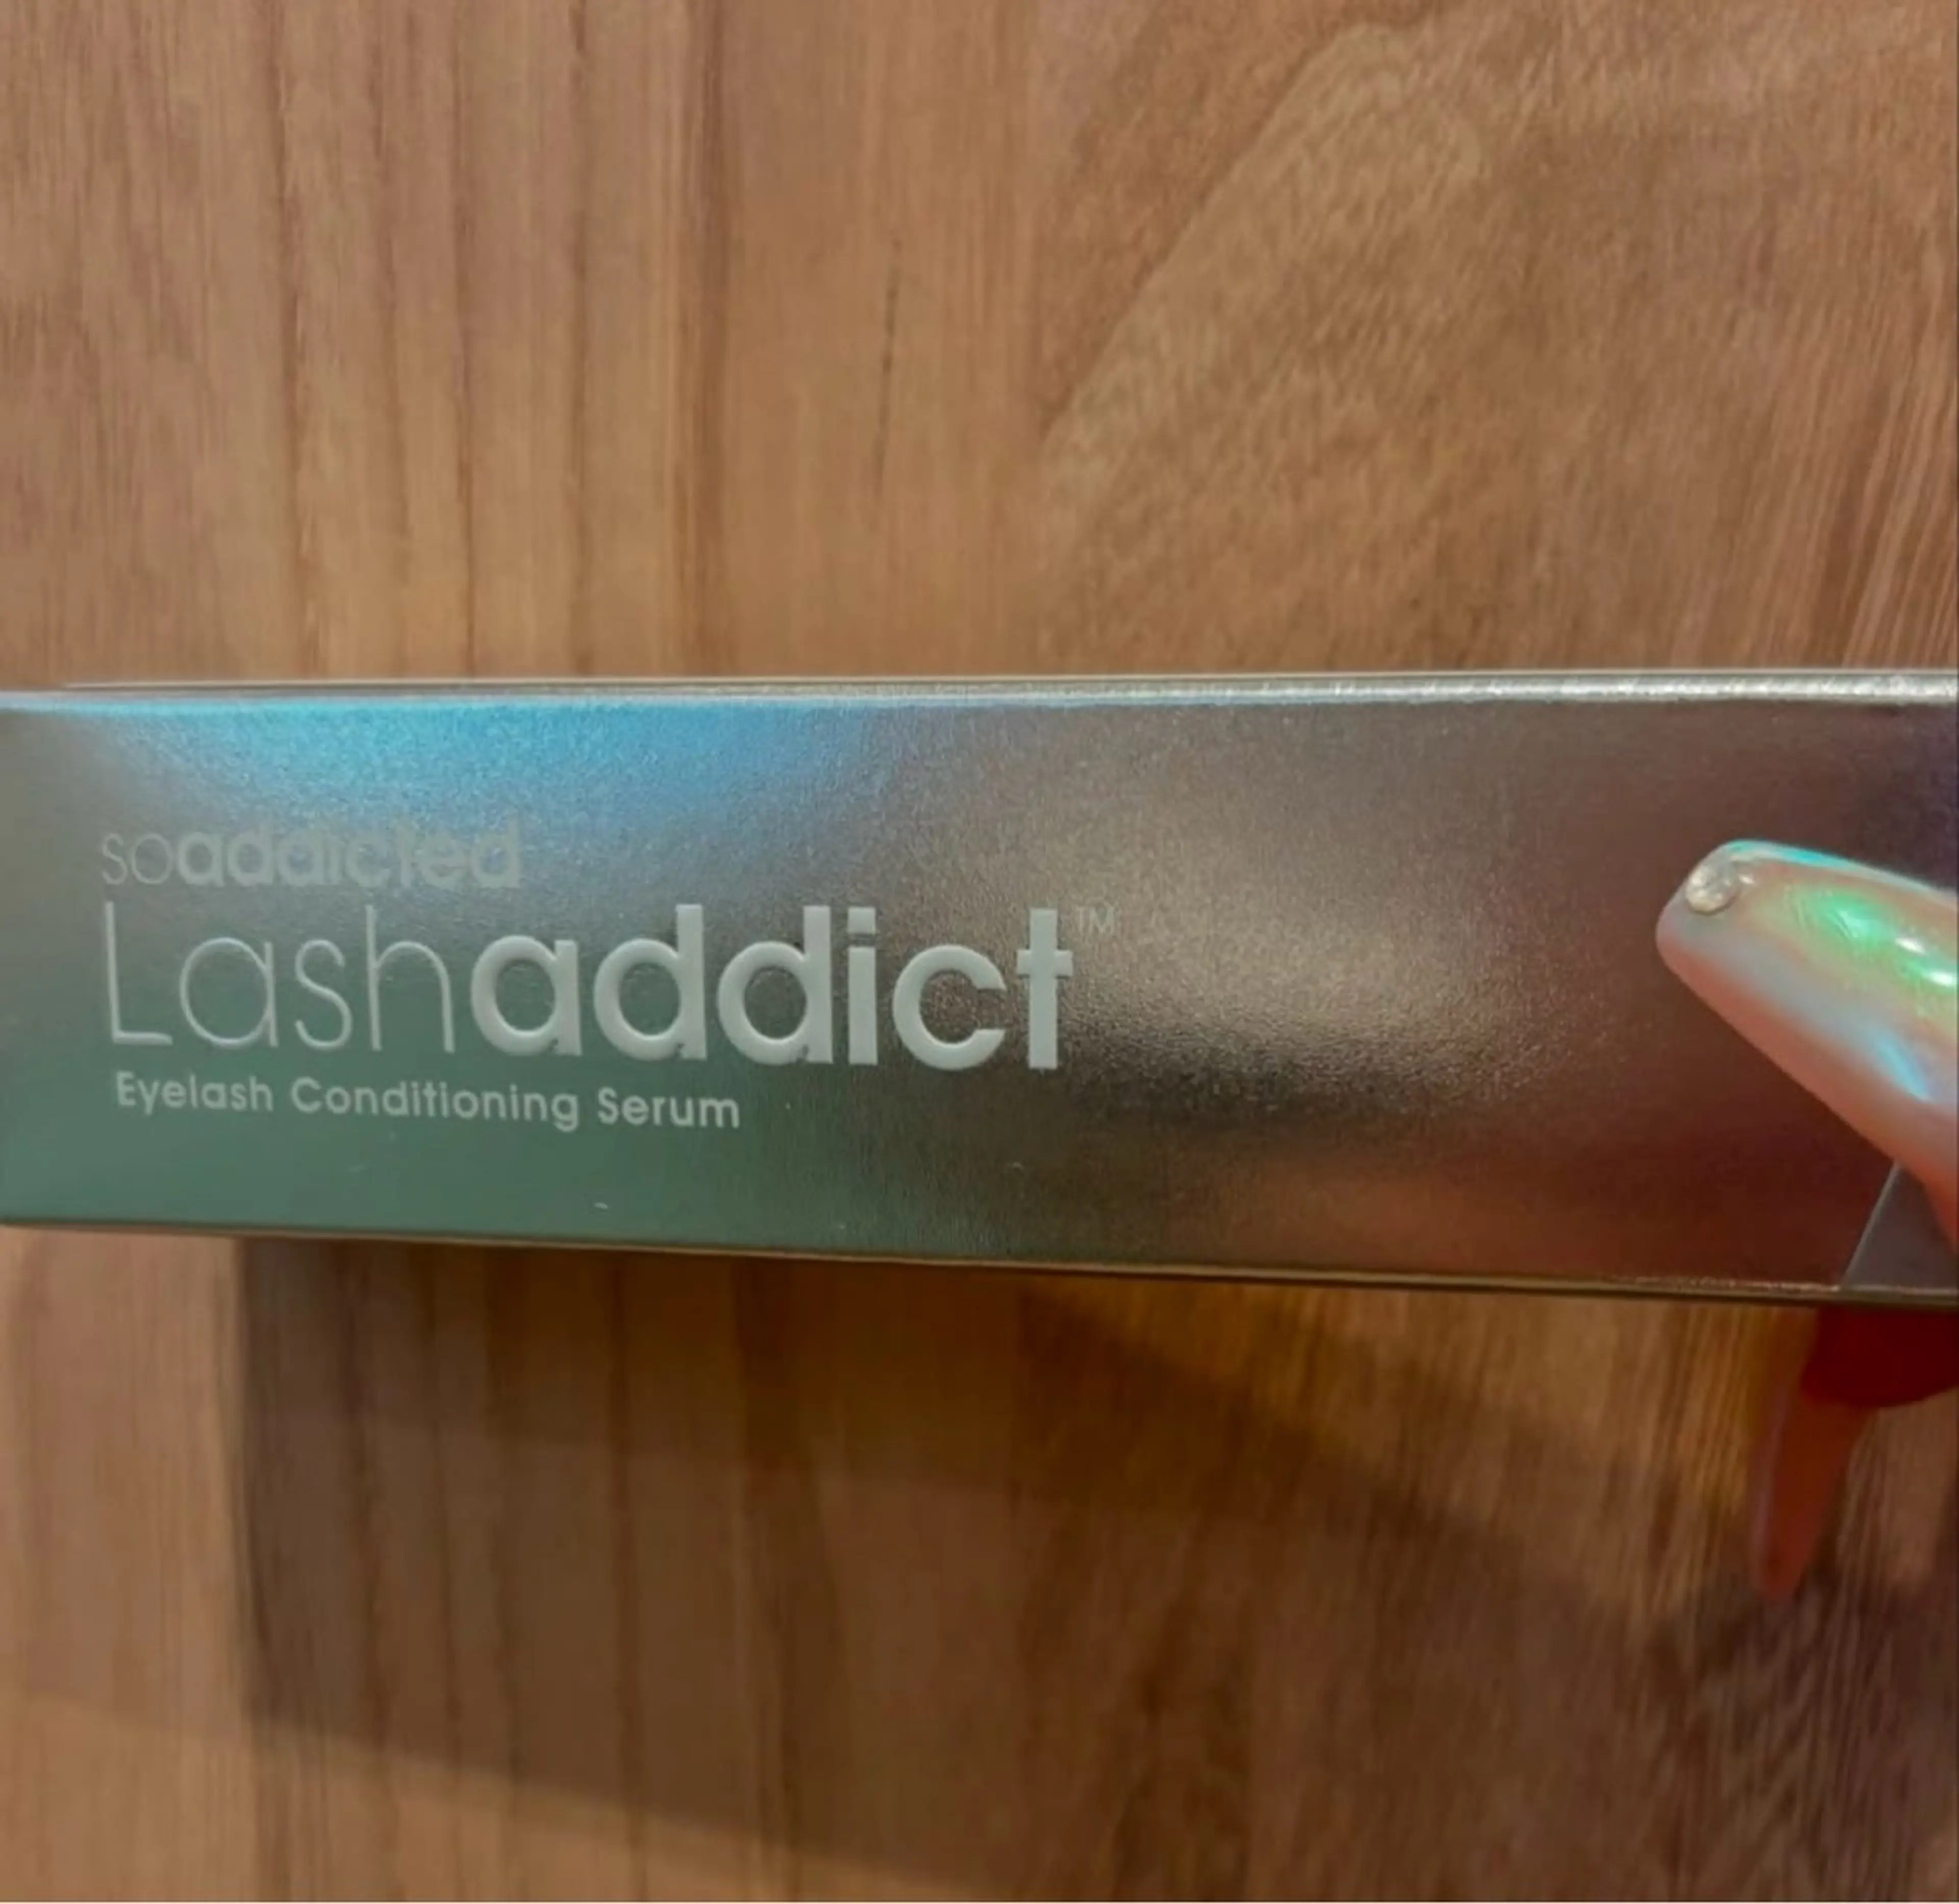 soaddicted
Lashaddict™
Eyelash Conditioning Serum